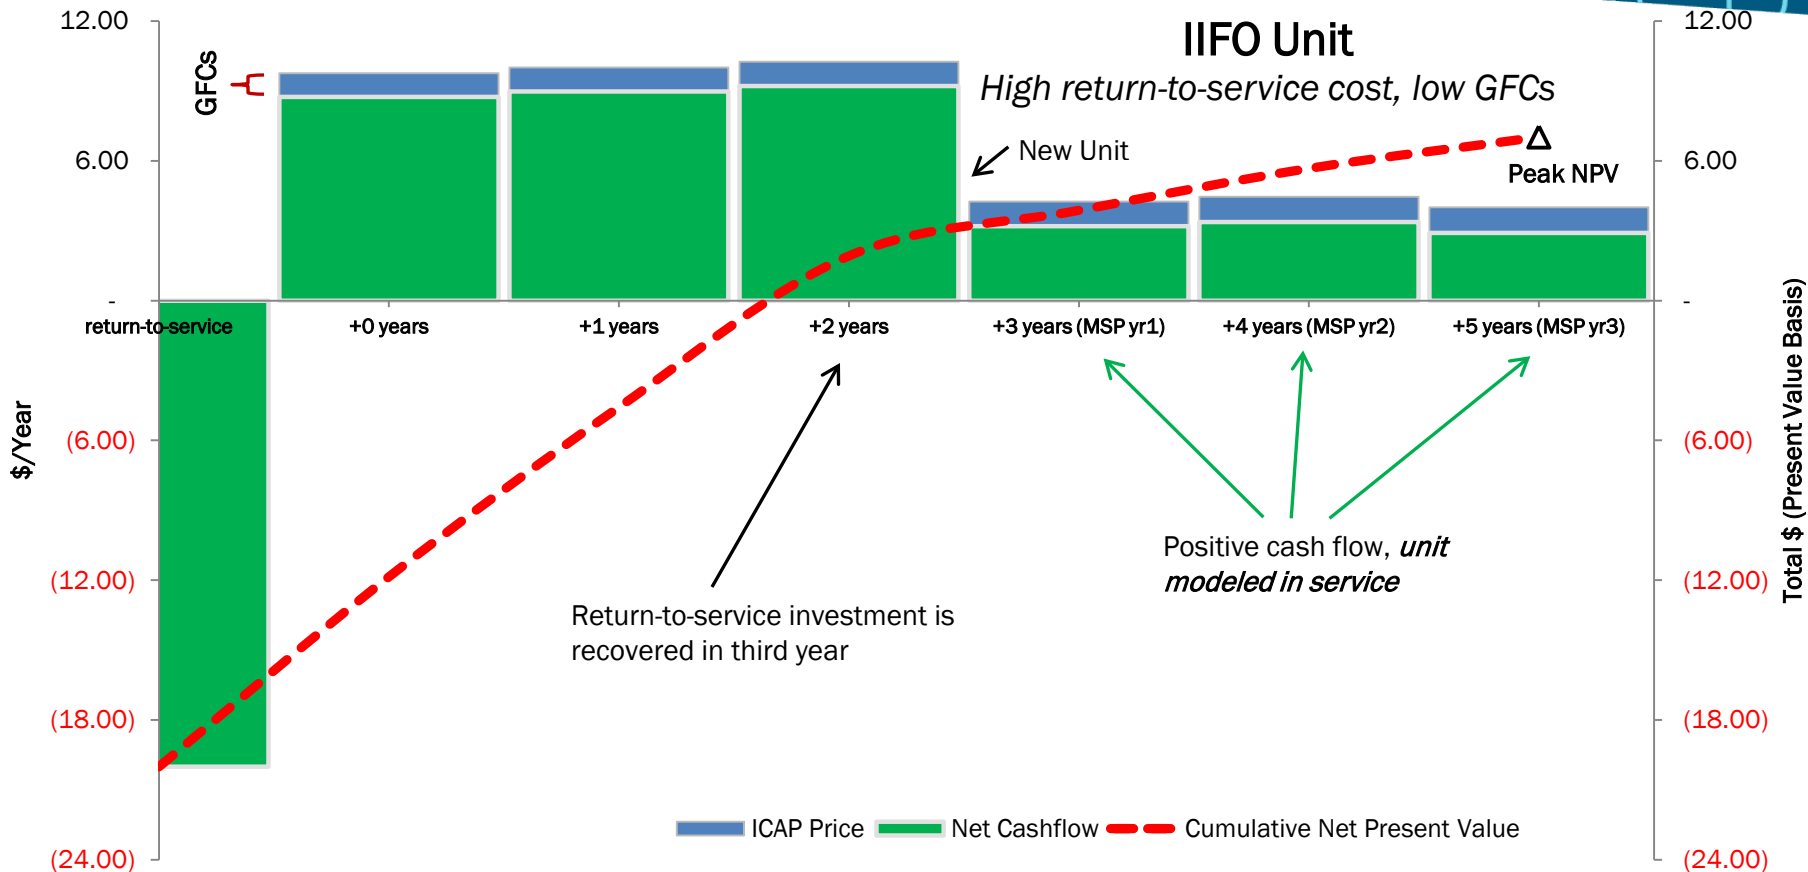 IIFO Unit
High return-to-service cost, low GFCs
GFCs
New Unit
Peak NPV
12.00
6.00
-
(6.00)
(12.00)
(18.00)
(24.00)
$/Year
12.00
6.00
-
(6.00)
(12.00)
(18.00)
(24.00)
Total $ (Present Value Basis)
return-to-service
+0 years
+1 years
+2 years
+3 years (MSP yr1)
+4 years (MSP yr2)
+5 years (MSP yr3)
Positive cash flow, unit
modeled in service
Return-to-service investment is
recovered in third year
ICAP Price
Net Cashflow
Cumulative Net Present Value